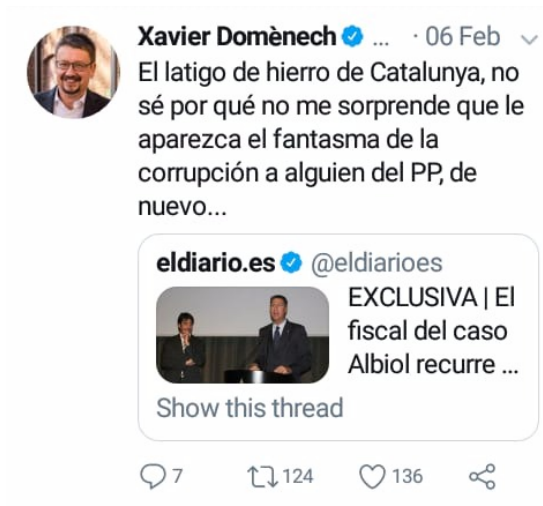 Xavier Domènech ... · 06 Feb
El latigo de hierro de Catalunya, no
sé por qué no me sorprende que le
aparezca el fantasma de la
corrupción a alguien del PP, de
nuevo...
eldiario.es @eldiarioes
EXCLUSIVA | El
fiscal del caso
Albiol recurre ...
Show this thread
7 124 136